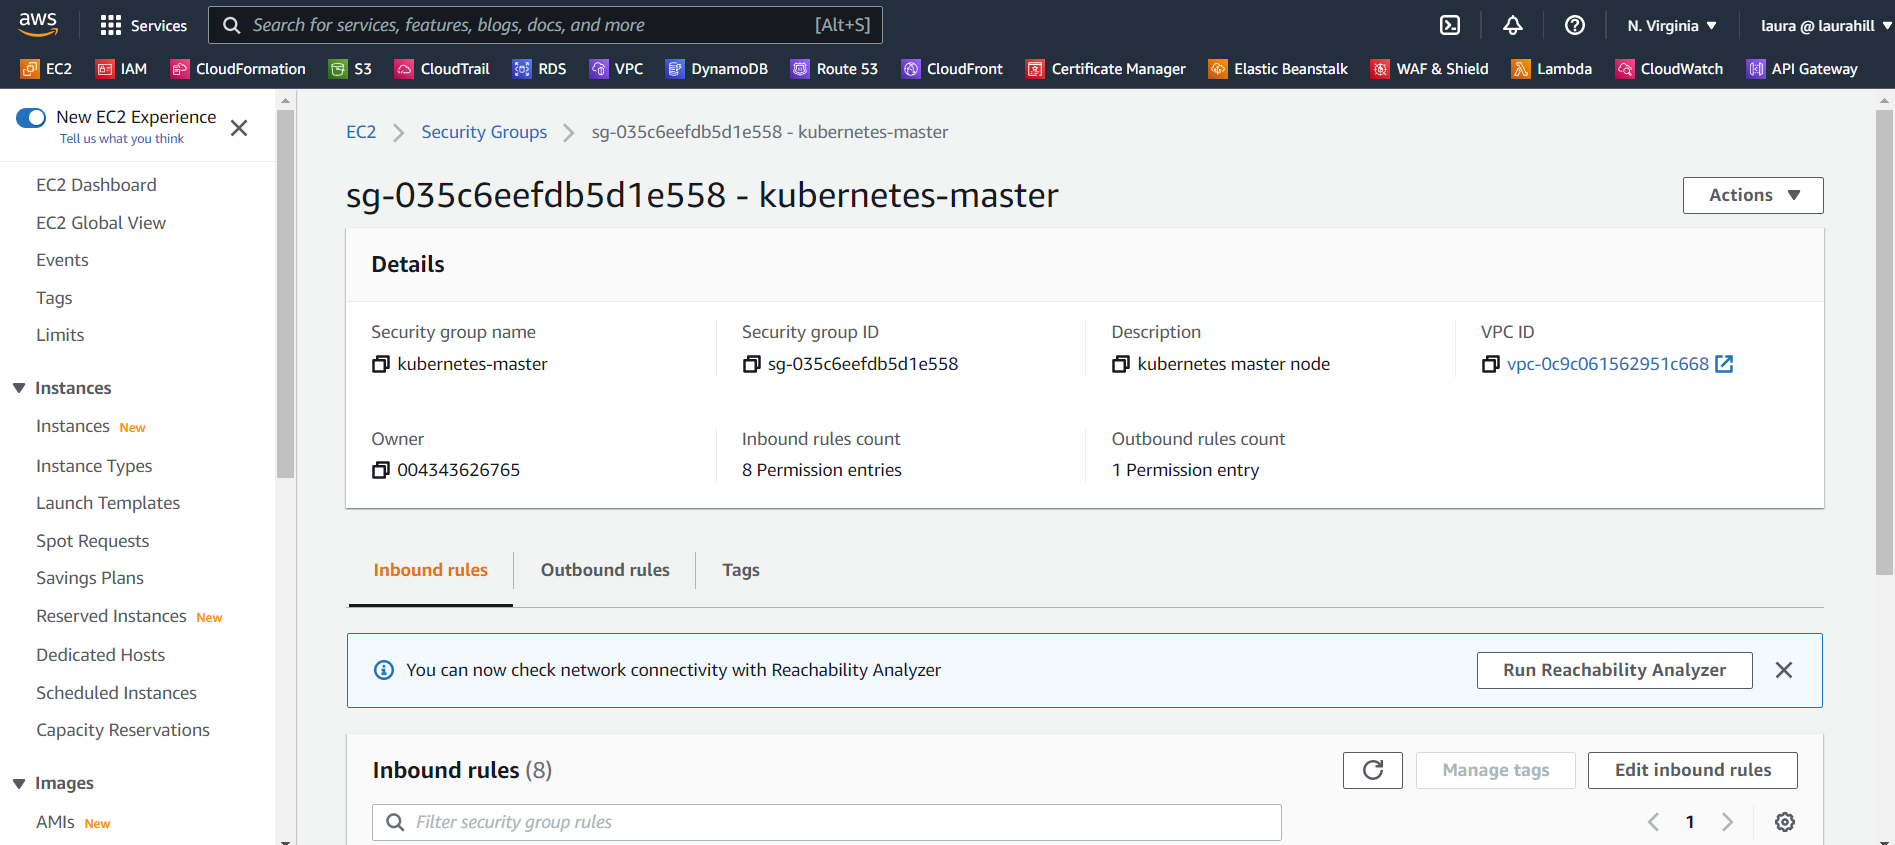 aws
Services
Search for services, features, blogs, docs, and more [Alt+S]
N. Virginia
laura @ laurahill
EC2 IAM CloudFormation S3 CloudTrail RDS VPC DynamoDB Route 53 CloudFront Certificate Manager Elastic Beanstalk WAF & Shield Lambda CloudWatch API Gateway
New EC2 Experience
Tell us what you think
EC2 Dashboard
EC2 Global View
Events
Tags
Limits
Instances
Instances New
Instance Types
Launch Templates
Spot Requests
Savings Plans
Reserved Instances New
Dedicated Hosts
Scheduled Instances
Capacity Reservations
Images
AMIs New
EC2 Security Groups sg-035c6eefdb5d1e558 - kubernetes-master
sg-035c6eefdb5d1e558 - kubernetes-master
Actions
Details
Security group name
kubernetes-master
Security group ID
sg-035c6eefdb5d1e558
Description
kubernetes master node
VPC ID
vpc-0c9c061562951c668
Owner
004343626765
Inbound rules count
8 Permission entries
Outbound rules count
1 Permission entry
Inbound rules Outbound rules Tags
You can now check network connectivity with Reachability Analyzer
Run Reachability Analyzer
Inbound rules (8)
Manage tags
Edit inbound rules
Filter security group rules
1